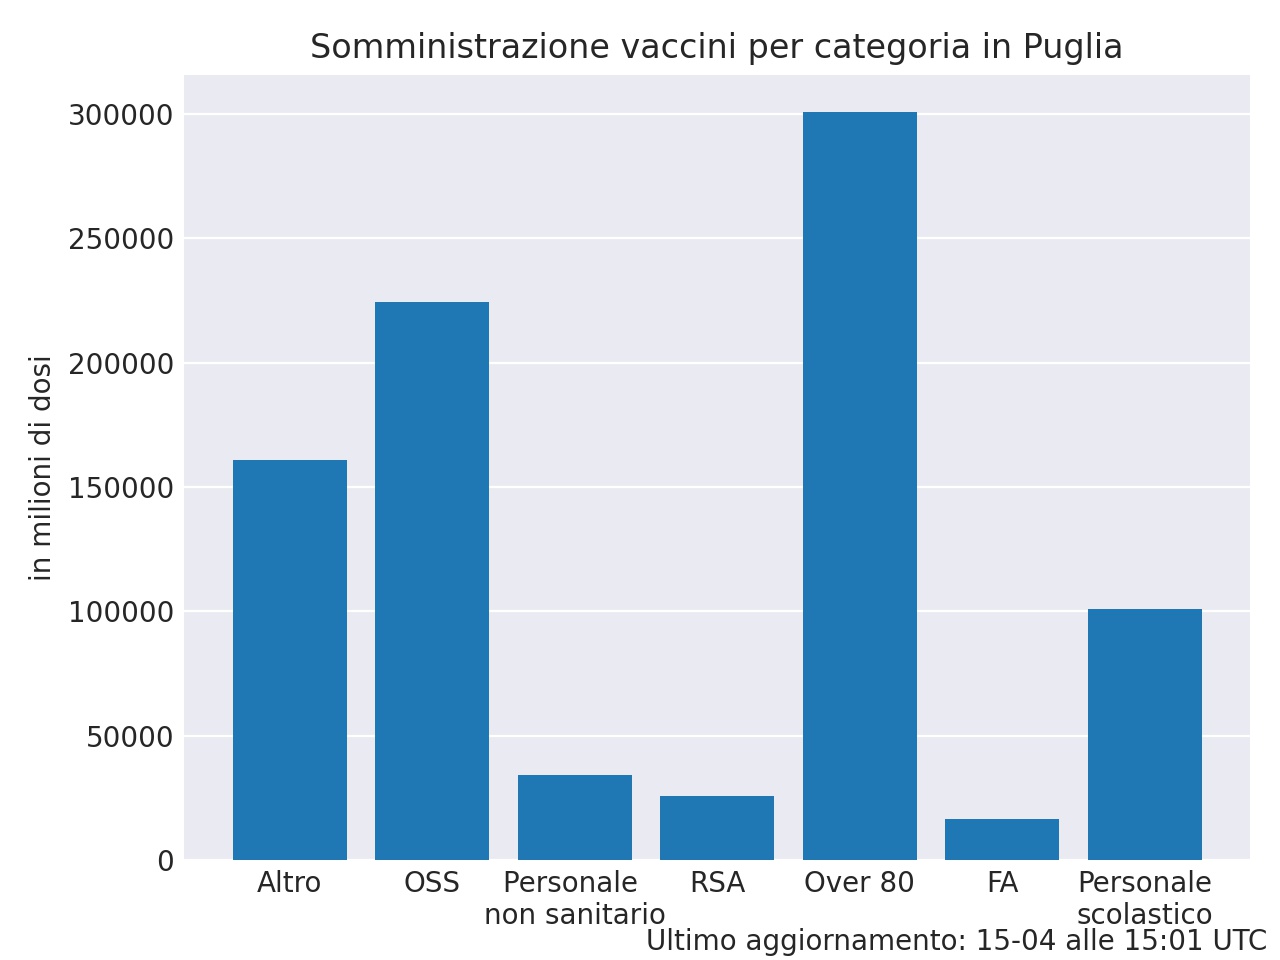 Somministrazione vaccini per categoria in Puglia
in milioni di dosi
300000
250000
200000
150000
100000
50000
0
Altro
OSS
Personale
non sanitario
RSA
Over 80
FA
Personale
scolastico
Ultimo aggiornamento: 15-04 alle 15:01 UTC